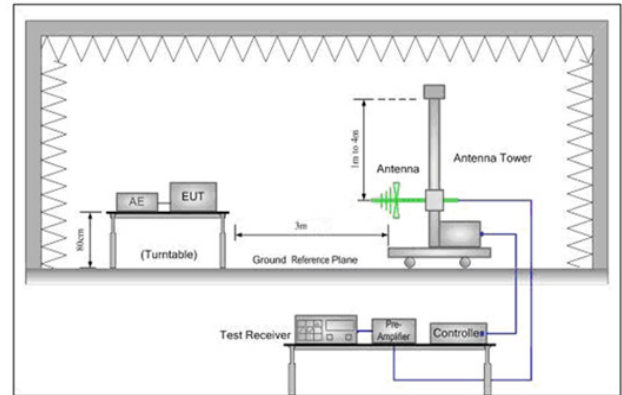 1m to 4m
Antenna
Antenna Tower
AE
EUT
80cm
(Turntable)
3m
Ground Reference Plane
Test Receiver
Pre-
Amplifier
Controller